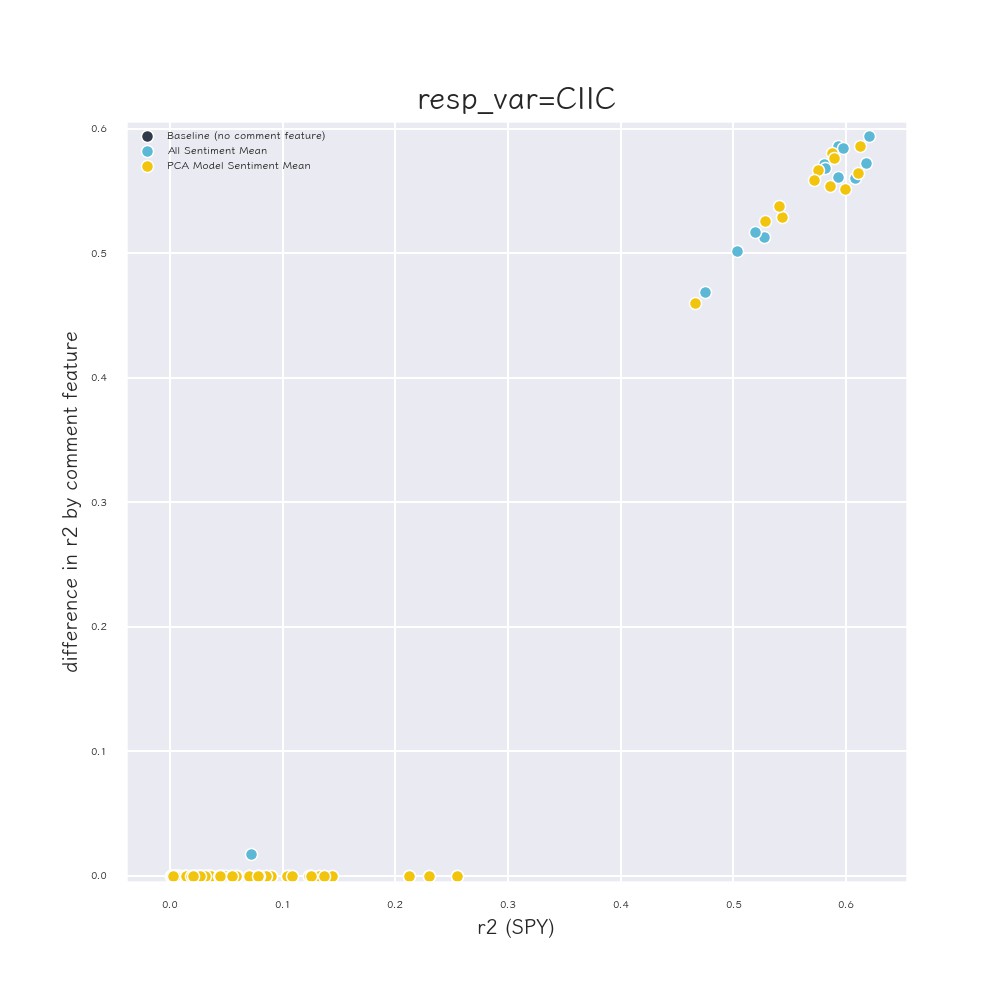 resp_var=CIIC
Baseline (no comment feature)
All Sentiment Mean
PCA Model Sentiment Mean
difference in r2 by comment feature
0.6
0.5
0.4
0.3
0.2
0.1
0.0
0.0 0.1 0.2 0.3 0.4 0.5 0.6
r2 (SPY)